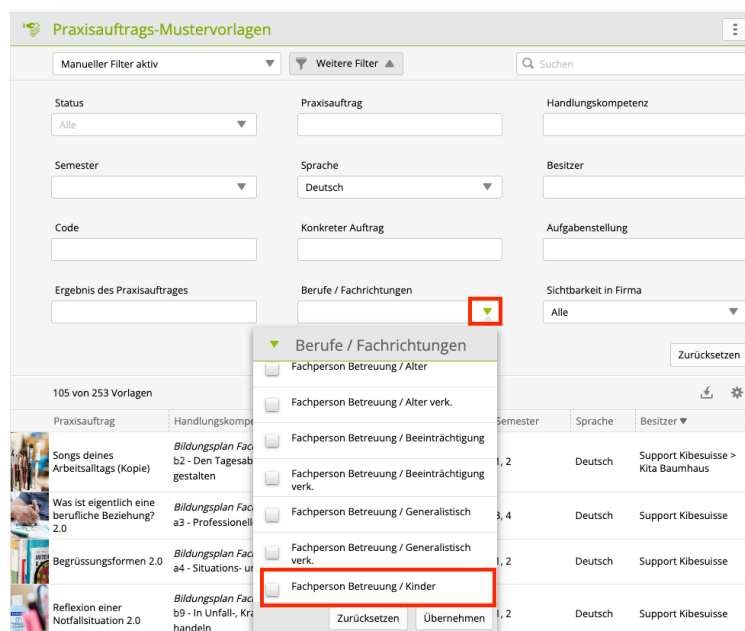 Praxisauftrags-Mustervorlagen
Manueller Filter aktiv
Weitere Filter
Suchen
Status
Praxisauftrag
Handlungskompetenz
Alle
Semester
Sprache
Besitzer
Deutsch
Code
Konkreter Auftrag
Aufgabenstellung
Ergebnis des Praxisauftrages
Berufe / Fachrichtungen
Sichtbarkeit in Firma
Alle
Berufe / Fachrichtungen
Zurücksetzen
Fachperson Betreuung / Alter
Fachperson Betreuung / Alter verk.
Fachperson Betreuung / Beeinträchtigung
Fachperson Betreuung / Beeinträchtigung
verk.
Fachperson Betreuung / Generalistisch
Fachperson Betreuung / Generalistisch
verk.
Fachperson Betreuung / Kinder
Zurücksetzen
Übernehmen
105 von 253 Vorlagen
Praxisauftrag
Handlungskompe
Semester
Sprache
Besitzer
Songs deines
Arbeitsalltags (Kopie)
Bildungsplan Fac
b2 - Den Tagesab
gestalten
1, 2
Deutsch
Support Kibesuisse >
Kita Baumhaus
Was ist eigentlich eine
berufliche Beziehung?
2.0
Bildungsplan Fac
a3 - Professionell
3, 4
Deutsch
Support Kibesuisse
Begrüssungsformen 2.0
Bildungsplan Fac
a4 - Situations- u
1, 2
Deutsch
Support Kibesuisse
Reflexion einer
Notfallsituation 2.0
Bildungsplan Fac
b9 - In Unfall-, Kra
handeln
1, 2
Deutsch
Support Kibesuisse